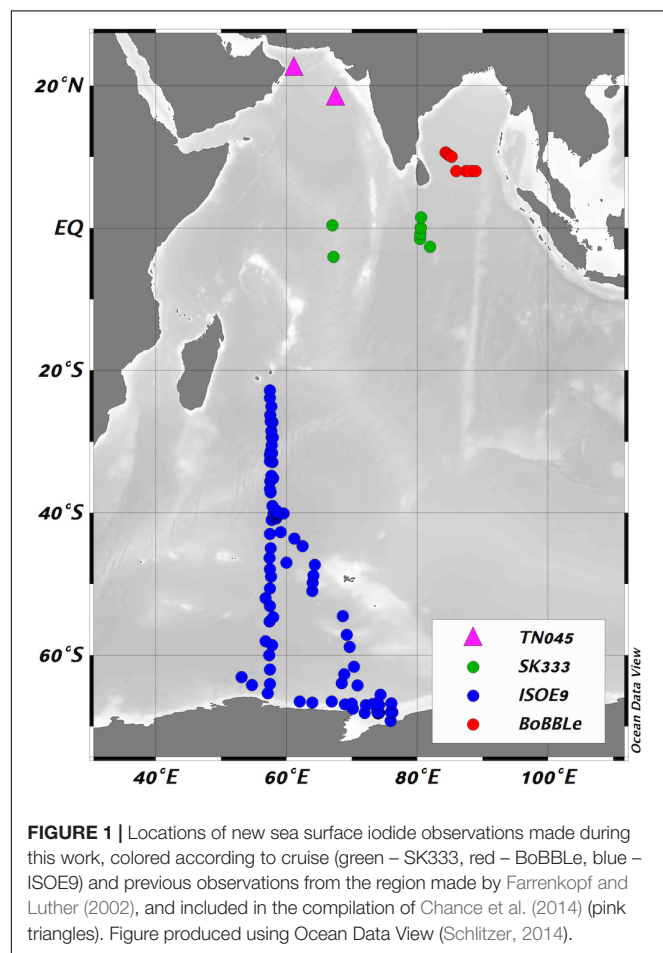 20°N
EQ
20°S
40°S
60°S
TN045
SK333
ISOE9
BoBBLe
Ocean Data View
40°E 60°E 80°E 100°E
FIGURE 1 | Locations of new sea surface iodide observations made during
this work, colored according to cruise (green – SK333, red – BoBBLe, blue –
ISOE9) and previous observations from the region made by Farrenkopf and
Luther (2002), and included in the compilation of Chance et al. (2014) (pink
triangles). Figure produced using Ocean Data View (Schlitzer, 2014).